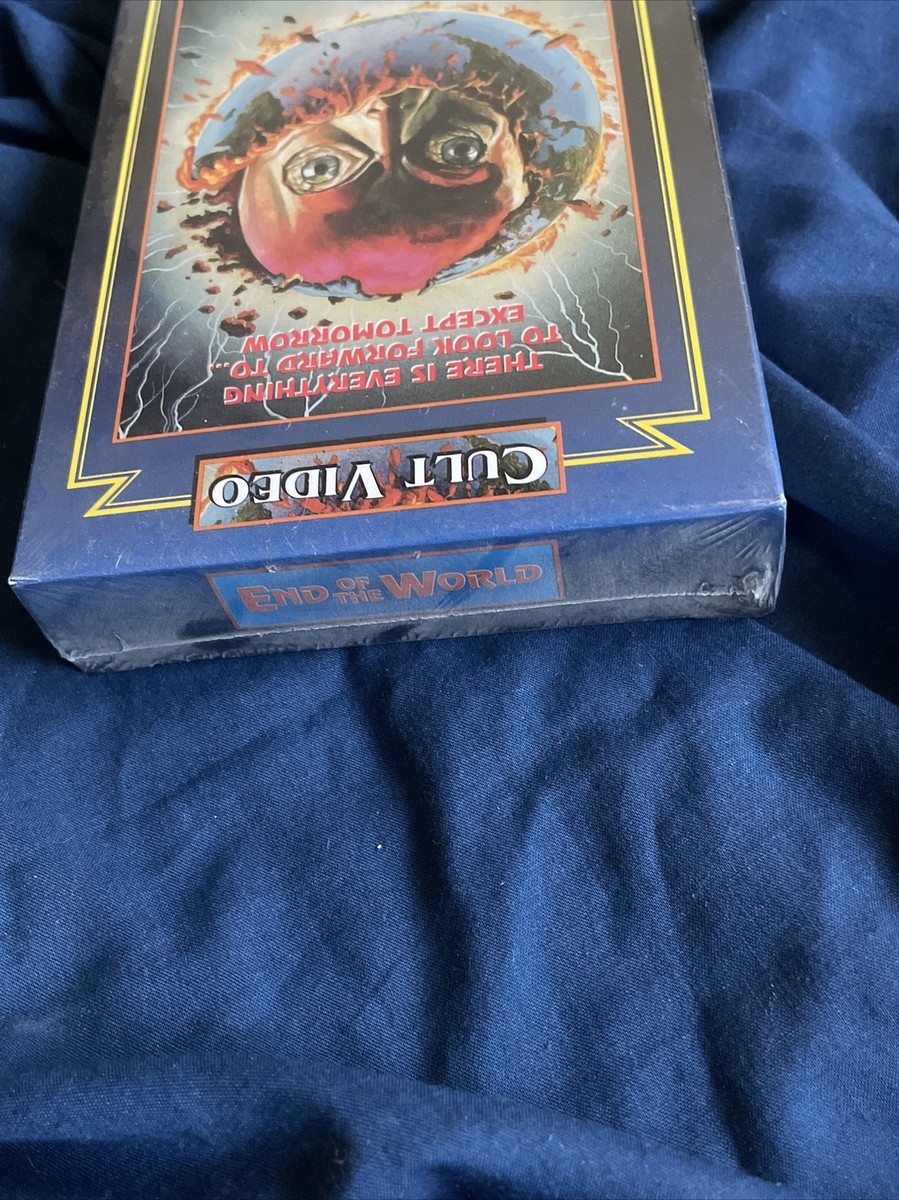 THERE IS EVERYTHING
TO LOOK FORWARD TO...
EXCEPT TOMORROW
CULT VIDEO
END OF THE WORLD